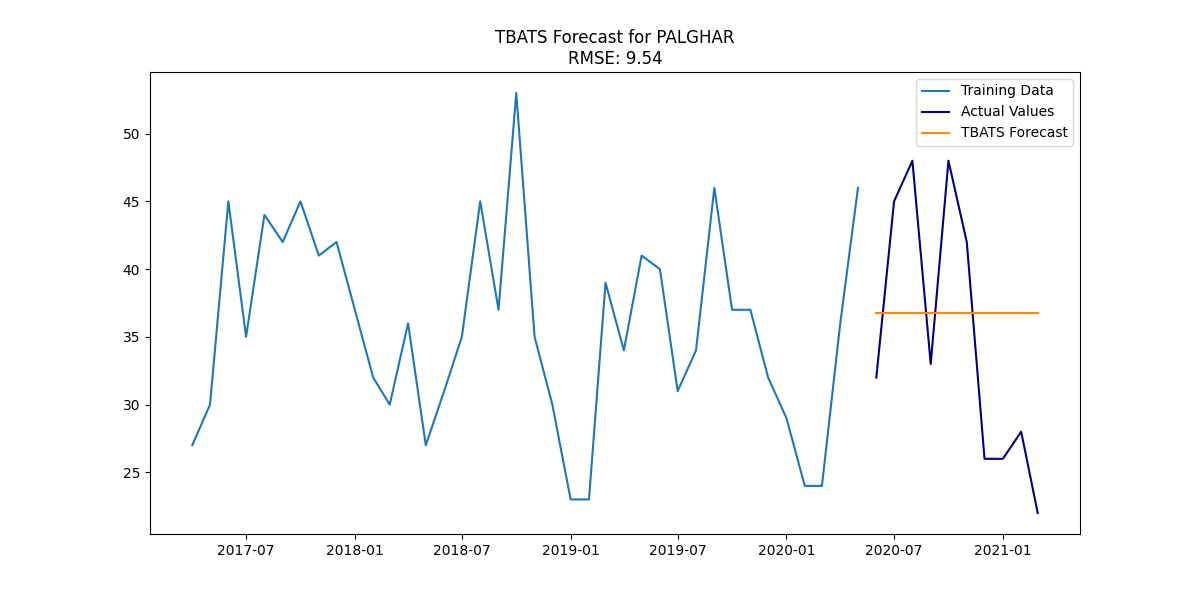 TBATS Forecast for PALGHAR
RMSE: 9.54
Training Data
Actual Values
TBATS Forecast
50
45
40
35
30
25
2017-07
2018-01
2018-07
2019-01
2019-07
2020-01
2020-07
2021-01